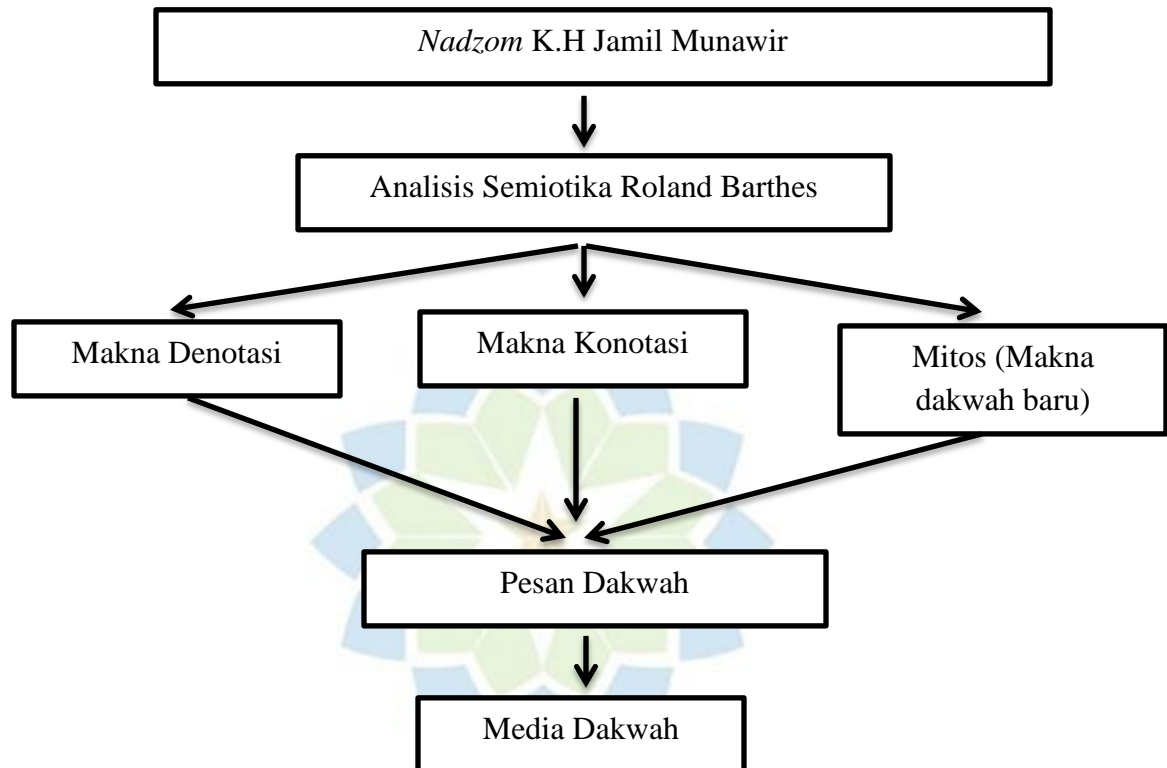 Nadzom K.H Jamil Munawir
Analisis Semiotika Roland Barthes
Makna Denotasi
Makna Konotasi
Mitos (Makna
dakwah baru)
Pesan Dakwah
Media Dakwah